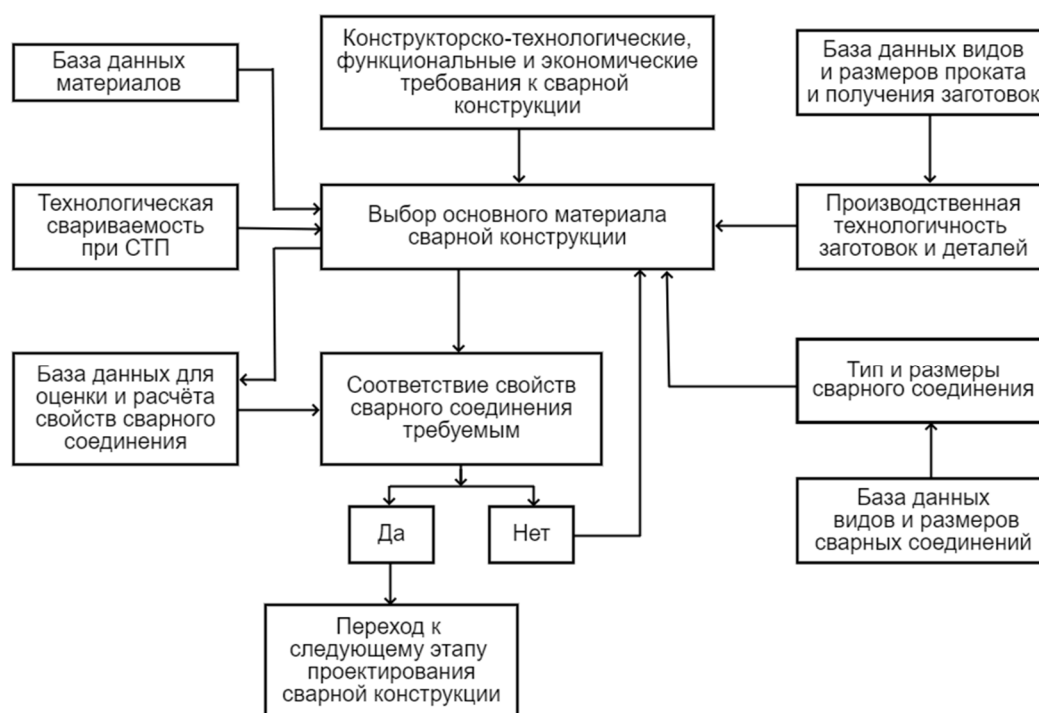 База данных
материалов
Конструкторско-технологические,
функциональные и экономические
требования к сварной
конструкции
База данных видов
и размеров проката
и получения заготовок
Технологическая
свариваемость
при СТП
Выбор основного материала
сварной конструкции
Производственная
технологичность
заготовок и деталей
База данных для
оценки и расчёта
свойств сварного
соединения
Соответствие свойств
сварного соединения
требуемым
Тип и размеры
сварного соединения
Да
Нет
База данных
видов и размеров
сварных соединений
Переход к
следующему этапу
проектирования
сварной конструкции